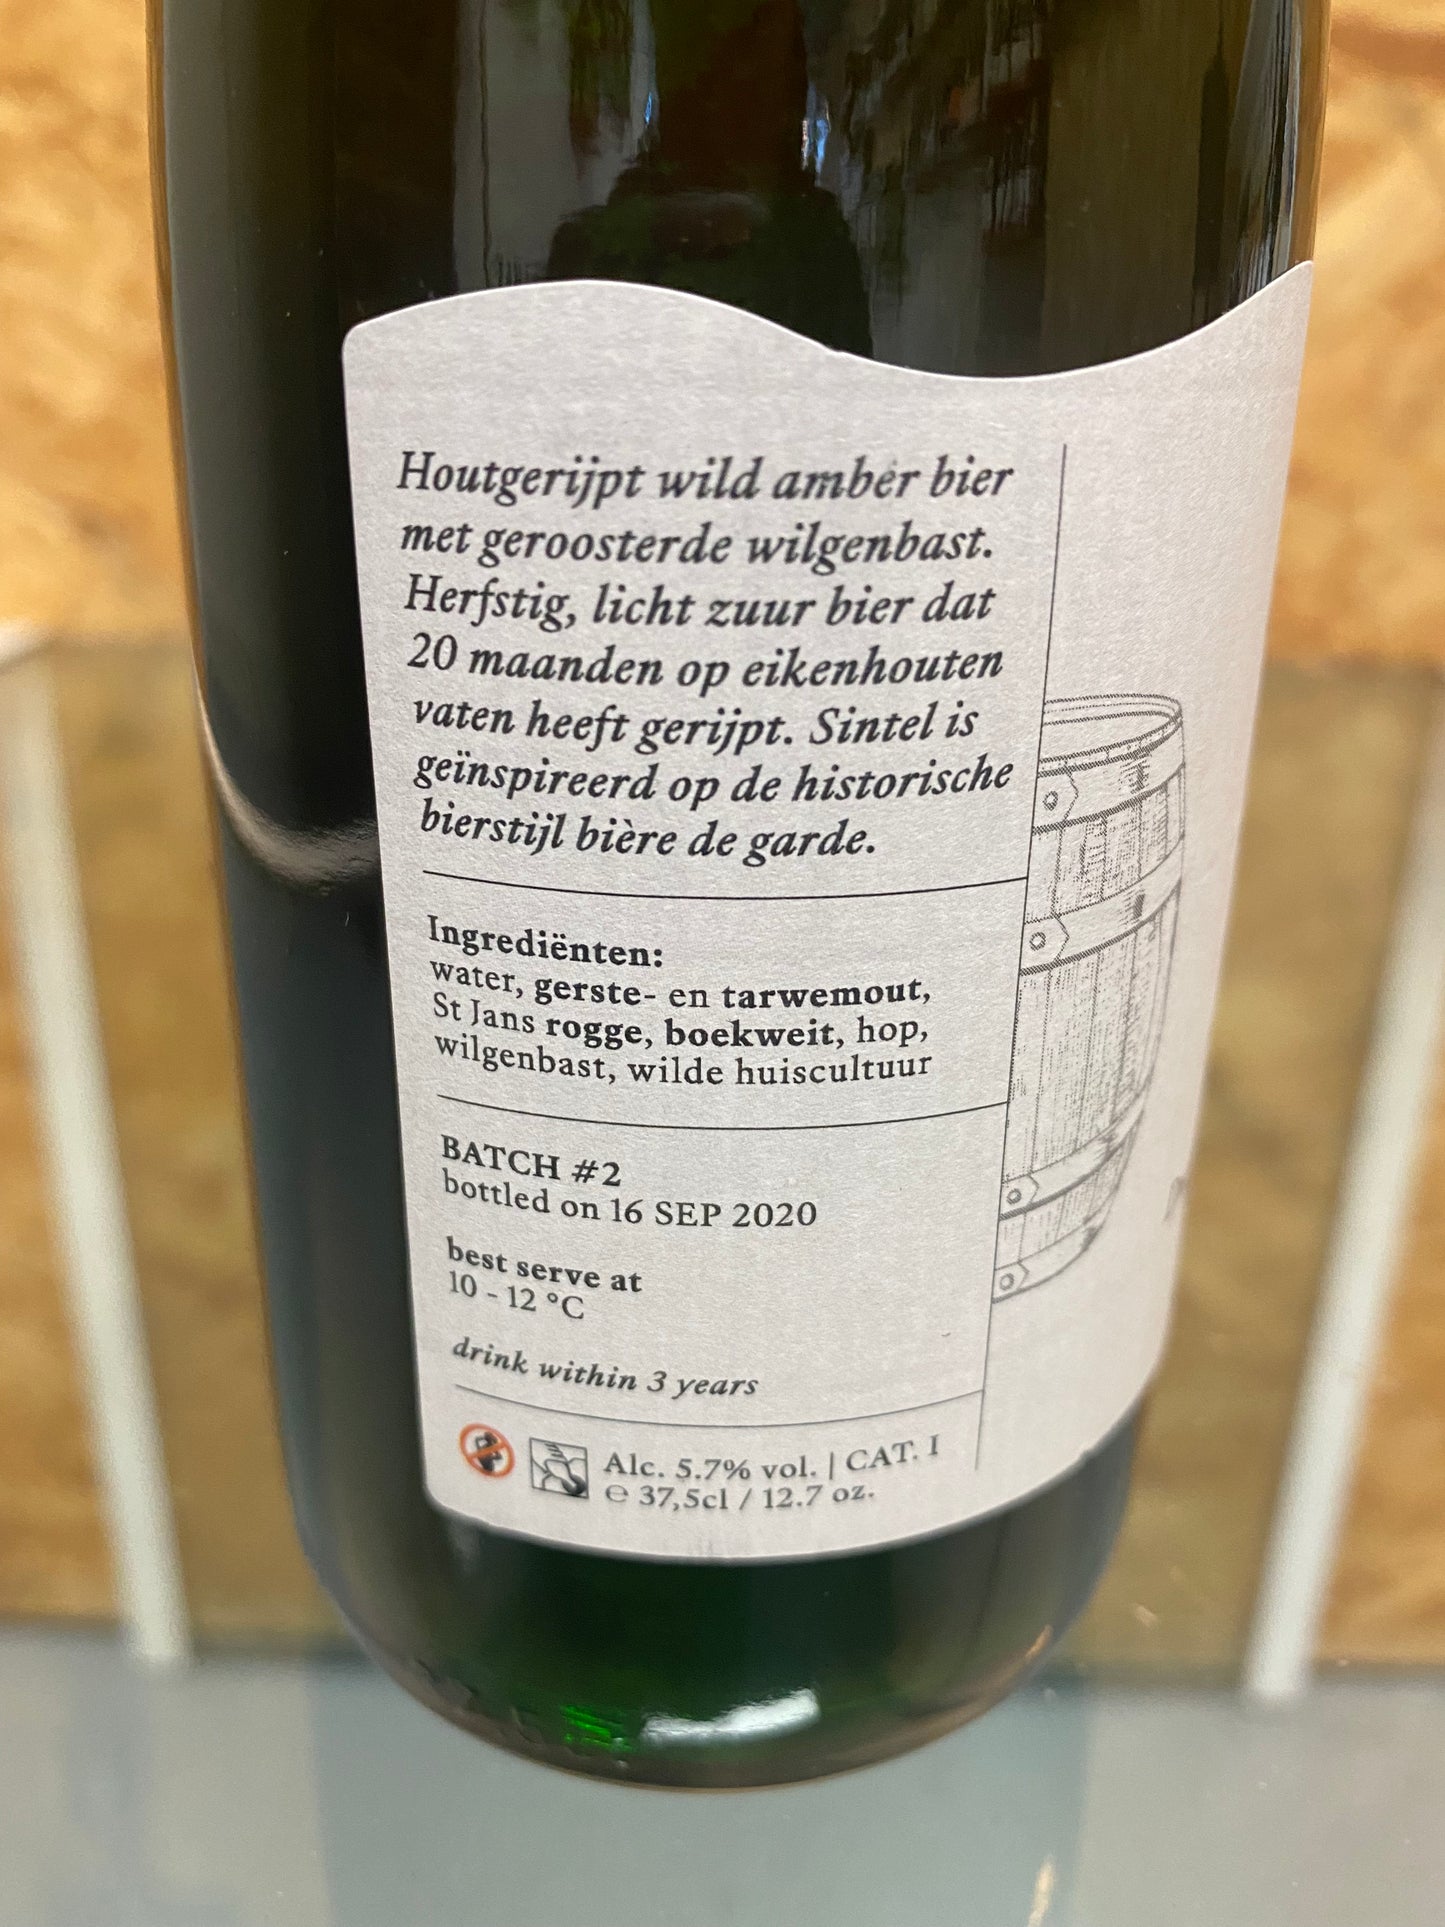 Houtgerijpt wild amber bier
met geroosterde wilgenbast.
Herfstig, licht zuur bier dat
20 maanden op eikenhouten
vaten heeft gerijpt. Sintel is
geïnspireerd op de historische
bierstijl bière de garde.
Ingrediënten:
water, gerste- en tarwemout,
St Jans rogge, boekweit, hop,
wilgenbast, wilde huiscultuur
BATCH #2
bottled on 16 SEP 2020
best serve at
10 - 12 °C
drink within 3 years
Alc. 5.7% vol. | CAT. I
℮ 37,5cl / 12.7 oz.